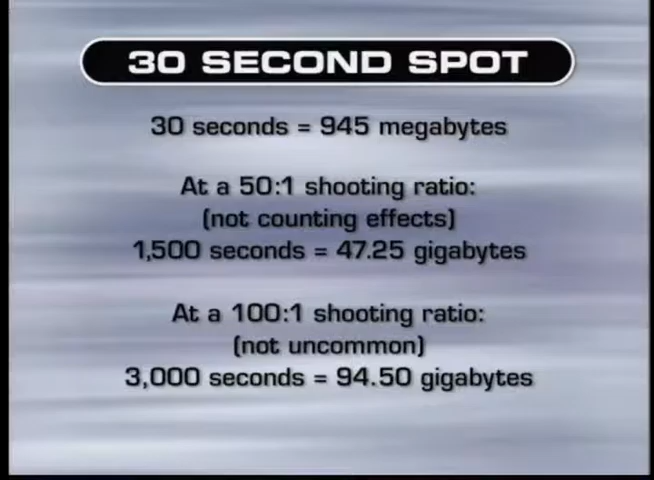 30 SECOND SPOT
30 seconds = 945 megabytes
At a 50:1 shooting ratio:
(not counting effects)
1,500 seconds = 47.25 gigabytes
At a 100:1 shooting ratio:
(not uncommon)
3,000 seconds = 94.50 gigabytes